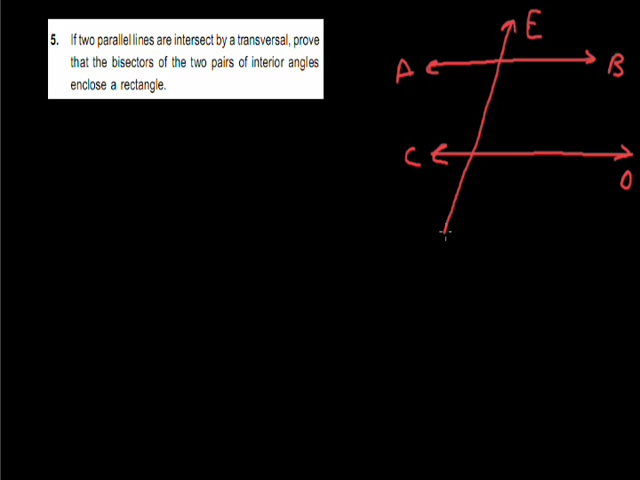 5. If two parallel lines are intersect by a transversal, prove
that the bisectors of the two pairs of interior angles
enclose a rectangle.
E
A B
C D